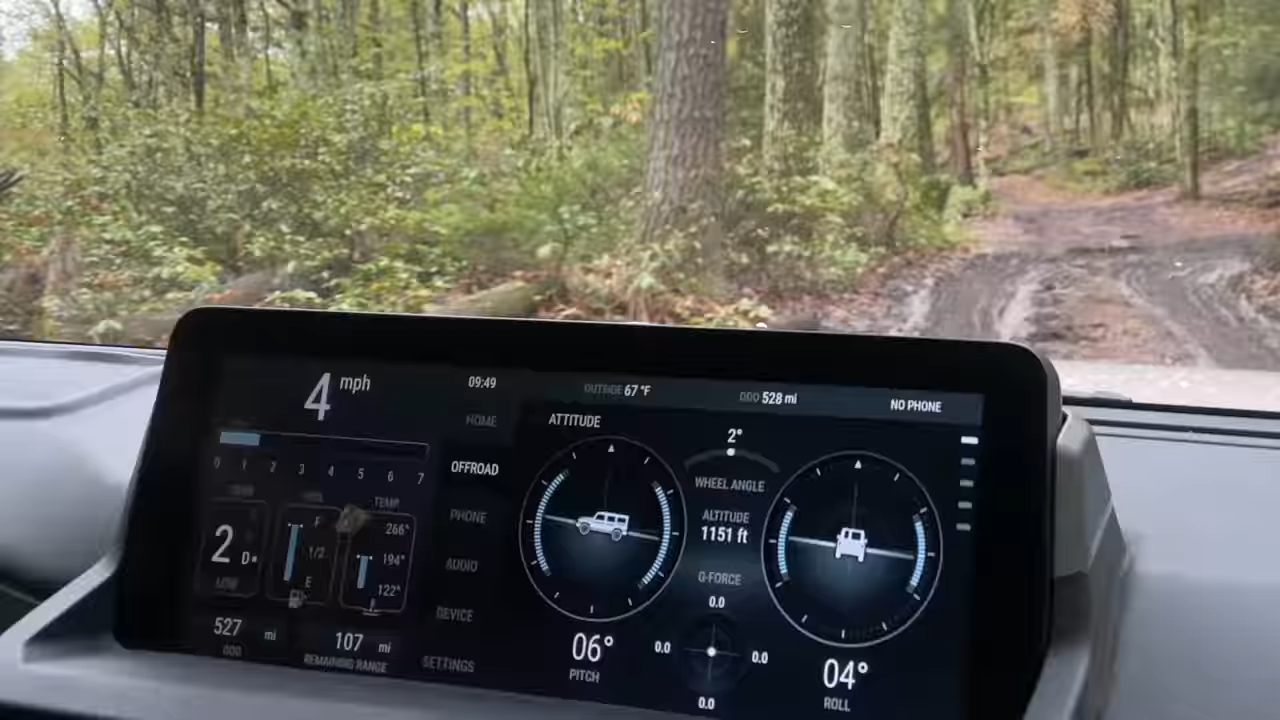 4 mph
09:49
OUTSIDE 67 °F
ODO 528 mi
NO PHONE
HOME
OFFROAD
PHONE
AUDIO
DEVICE
SETTINGS
0 1 2 3 4 5 6 7
2 D
LOW
F
1/2
E
TEMP
266°
194°
122°
527 mi
ODO
107 mi
REMAINING RANGE
ATTITUDE
06°
PITCH
2°
WHEEL ANGLE
ALTITUDE
1151 ft
G-FORCE
0.0
0.0
0.0
0.0
04°
ROLL